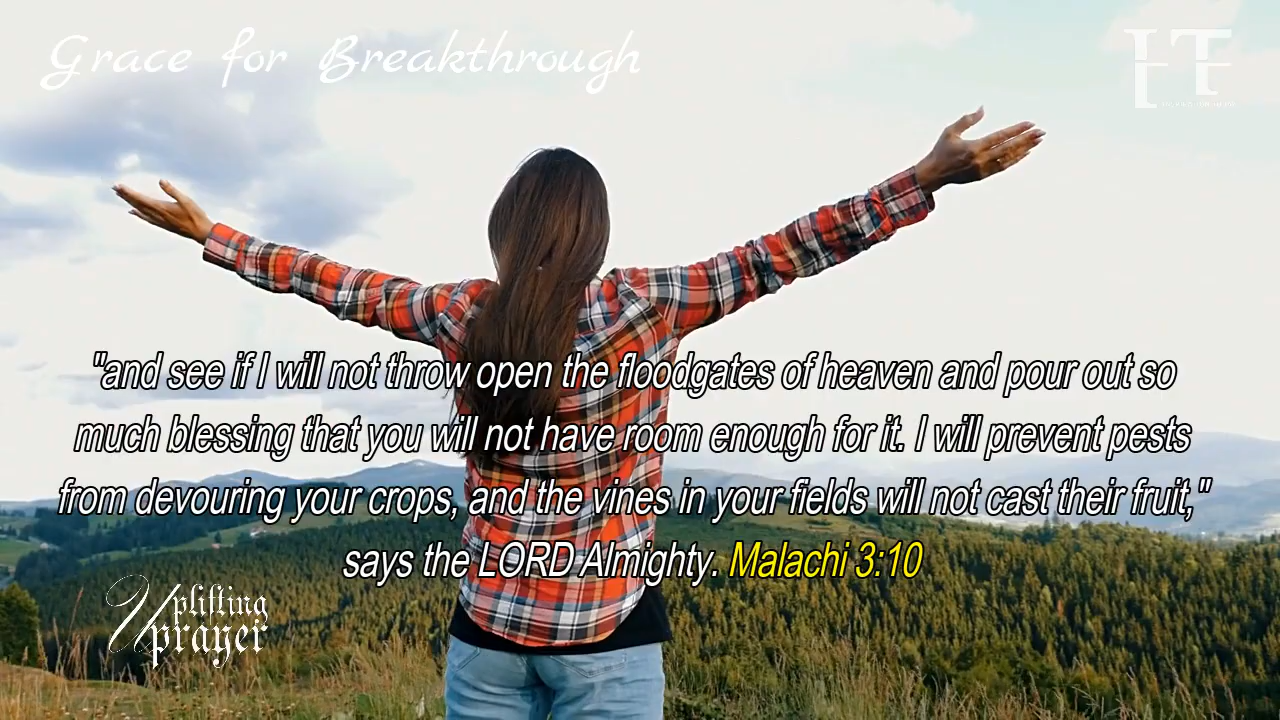 Grace for Breakthrough
"and see if I will not throw open the floodgates of heaven and pour out so
much blessing that you will not have room enough for it. I will prevent pests
from devouring your crops, and the vines in your fields will not cast their fruit,"
says the LORD Almighty. Malachi 3:10
Uplifting
prayer